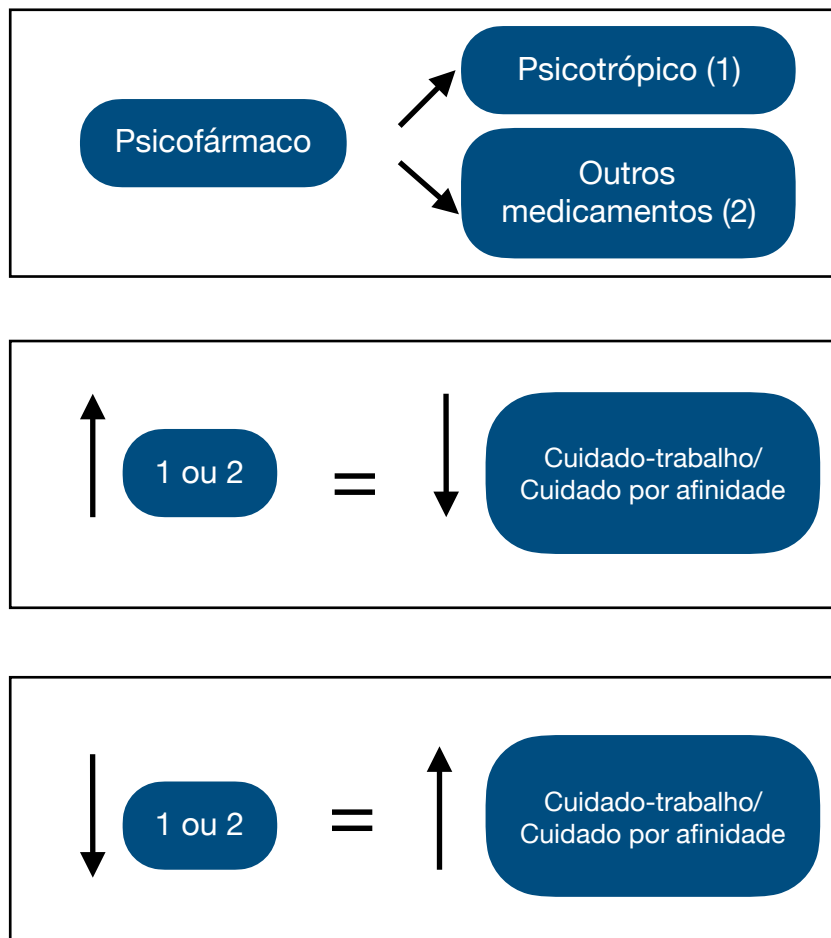 Psicofármaco
Psicotrópico (1)
Outros
medicamentos (2)
1 ou 2
=
Cuidado-trabalho/
Cuidado por afinidade
1 ou 2
=
Cuidado-trabalho/
Cuidado por afinidade